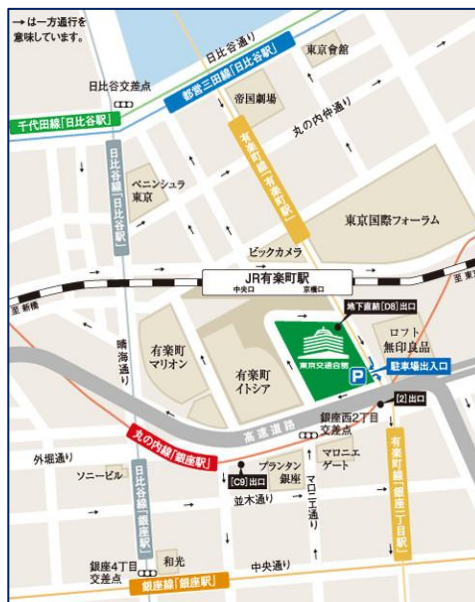 →は一方通行を
意味しています。
日比谷通り
東京會館
都営三田線「日比谷駅」
日比谷交差点
帝国劇場
千代田線「日比谷駅」
丸の内仲通り
日比谷線「日比谷駅」
有楽町線「有楽町駅」
ペニンシュラ
東京
東京国際フォーラム
ビックカメラ
JR有楽町駅
中央口
京橋口
至 新橋
至 東
地下直結[D8]出口
晴海通り
有楽町
マリオン
有楽町
イトシア
東京交通会館
ロフト
無印良品
P
駐車場出入口
[2]出口
高速道路
銀座西2丁目
交差点
外堀通り
丸の内線「銀座駅」
ソニービル
[C9]出口
プランタン
銀座
マロニエ
ゲート
有楽町線「銀座一丁目駅」
並木通り
マロニエ通り
日比谷線「銀座駅」
銀座4丁目
交差点
和光
中央通り
銀座線「銀座駅」